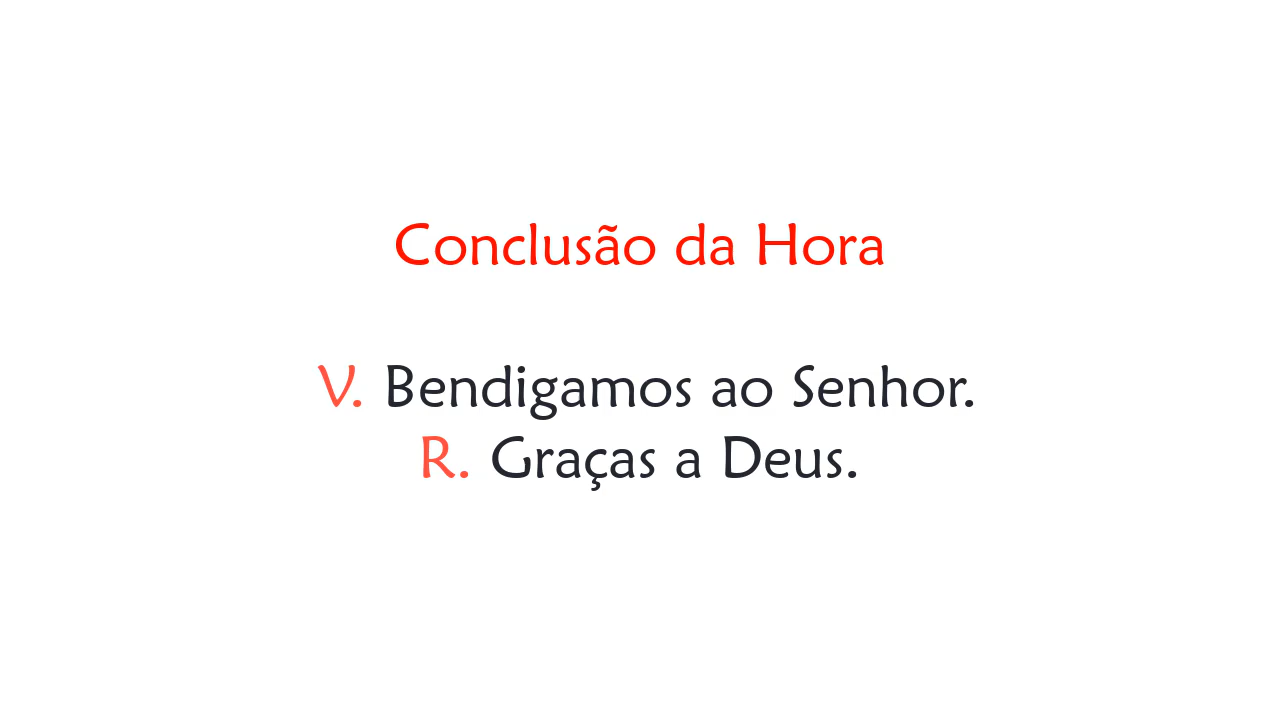 Conclusão da Hora
V. Bendigamos ao Senhor.
R. Graças a Deus.